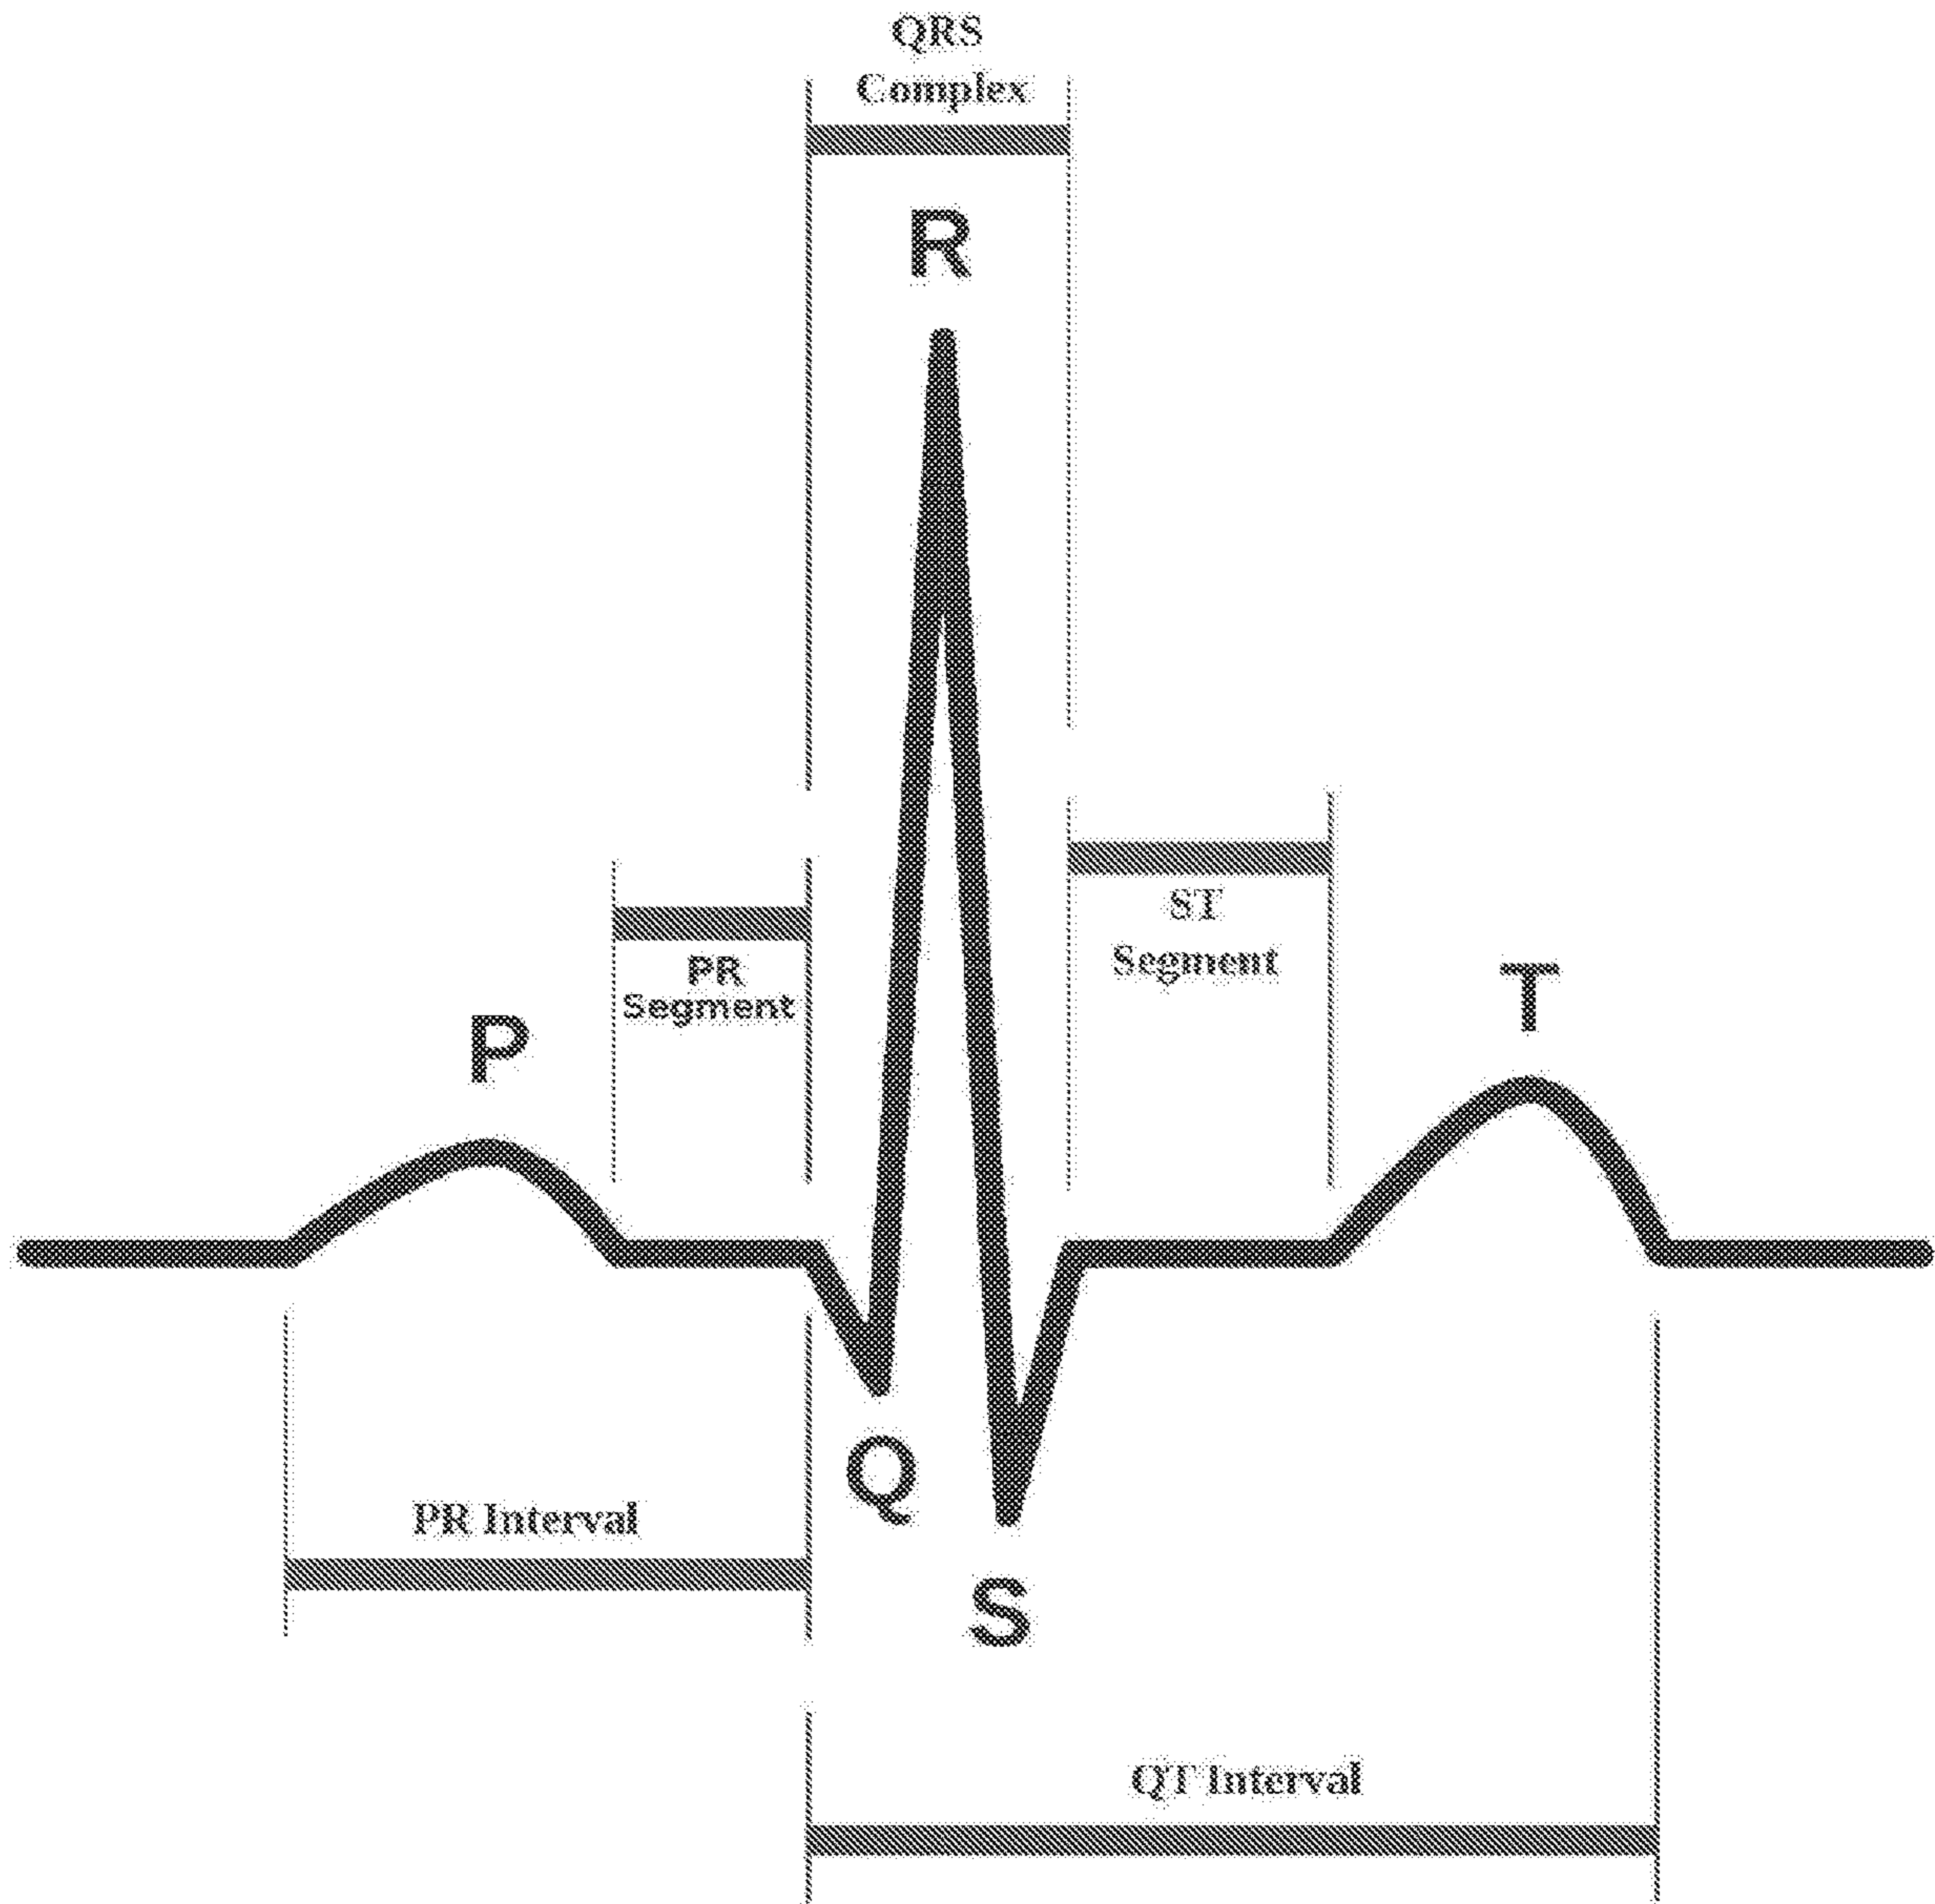 QRS
Complex
R
ST
Segment
PR
Segment
T
P
Q
PR Interval
S
QT Interval